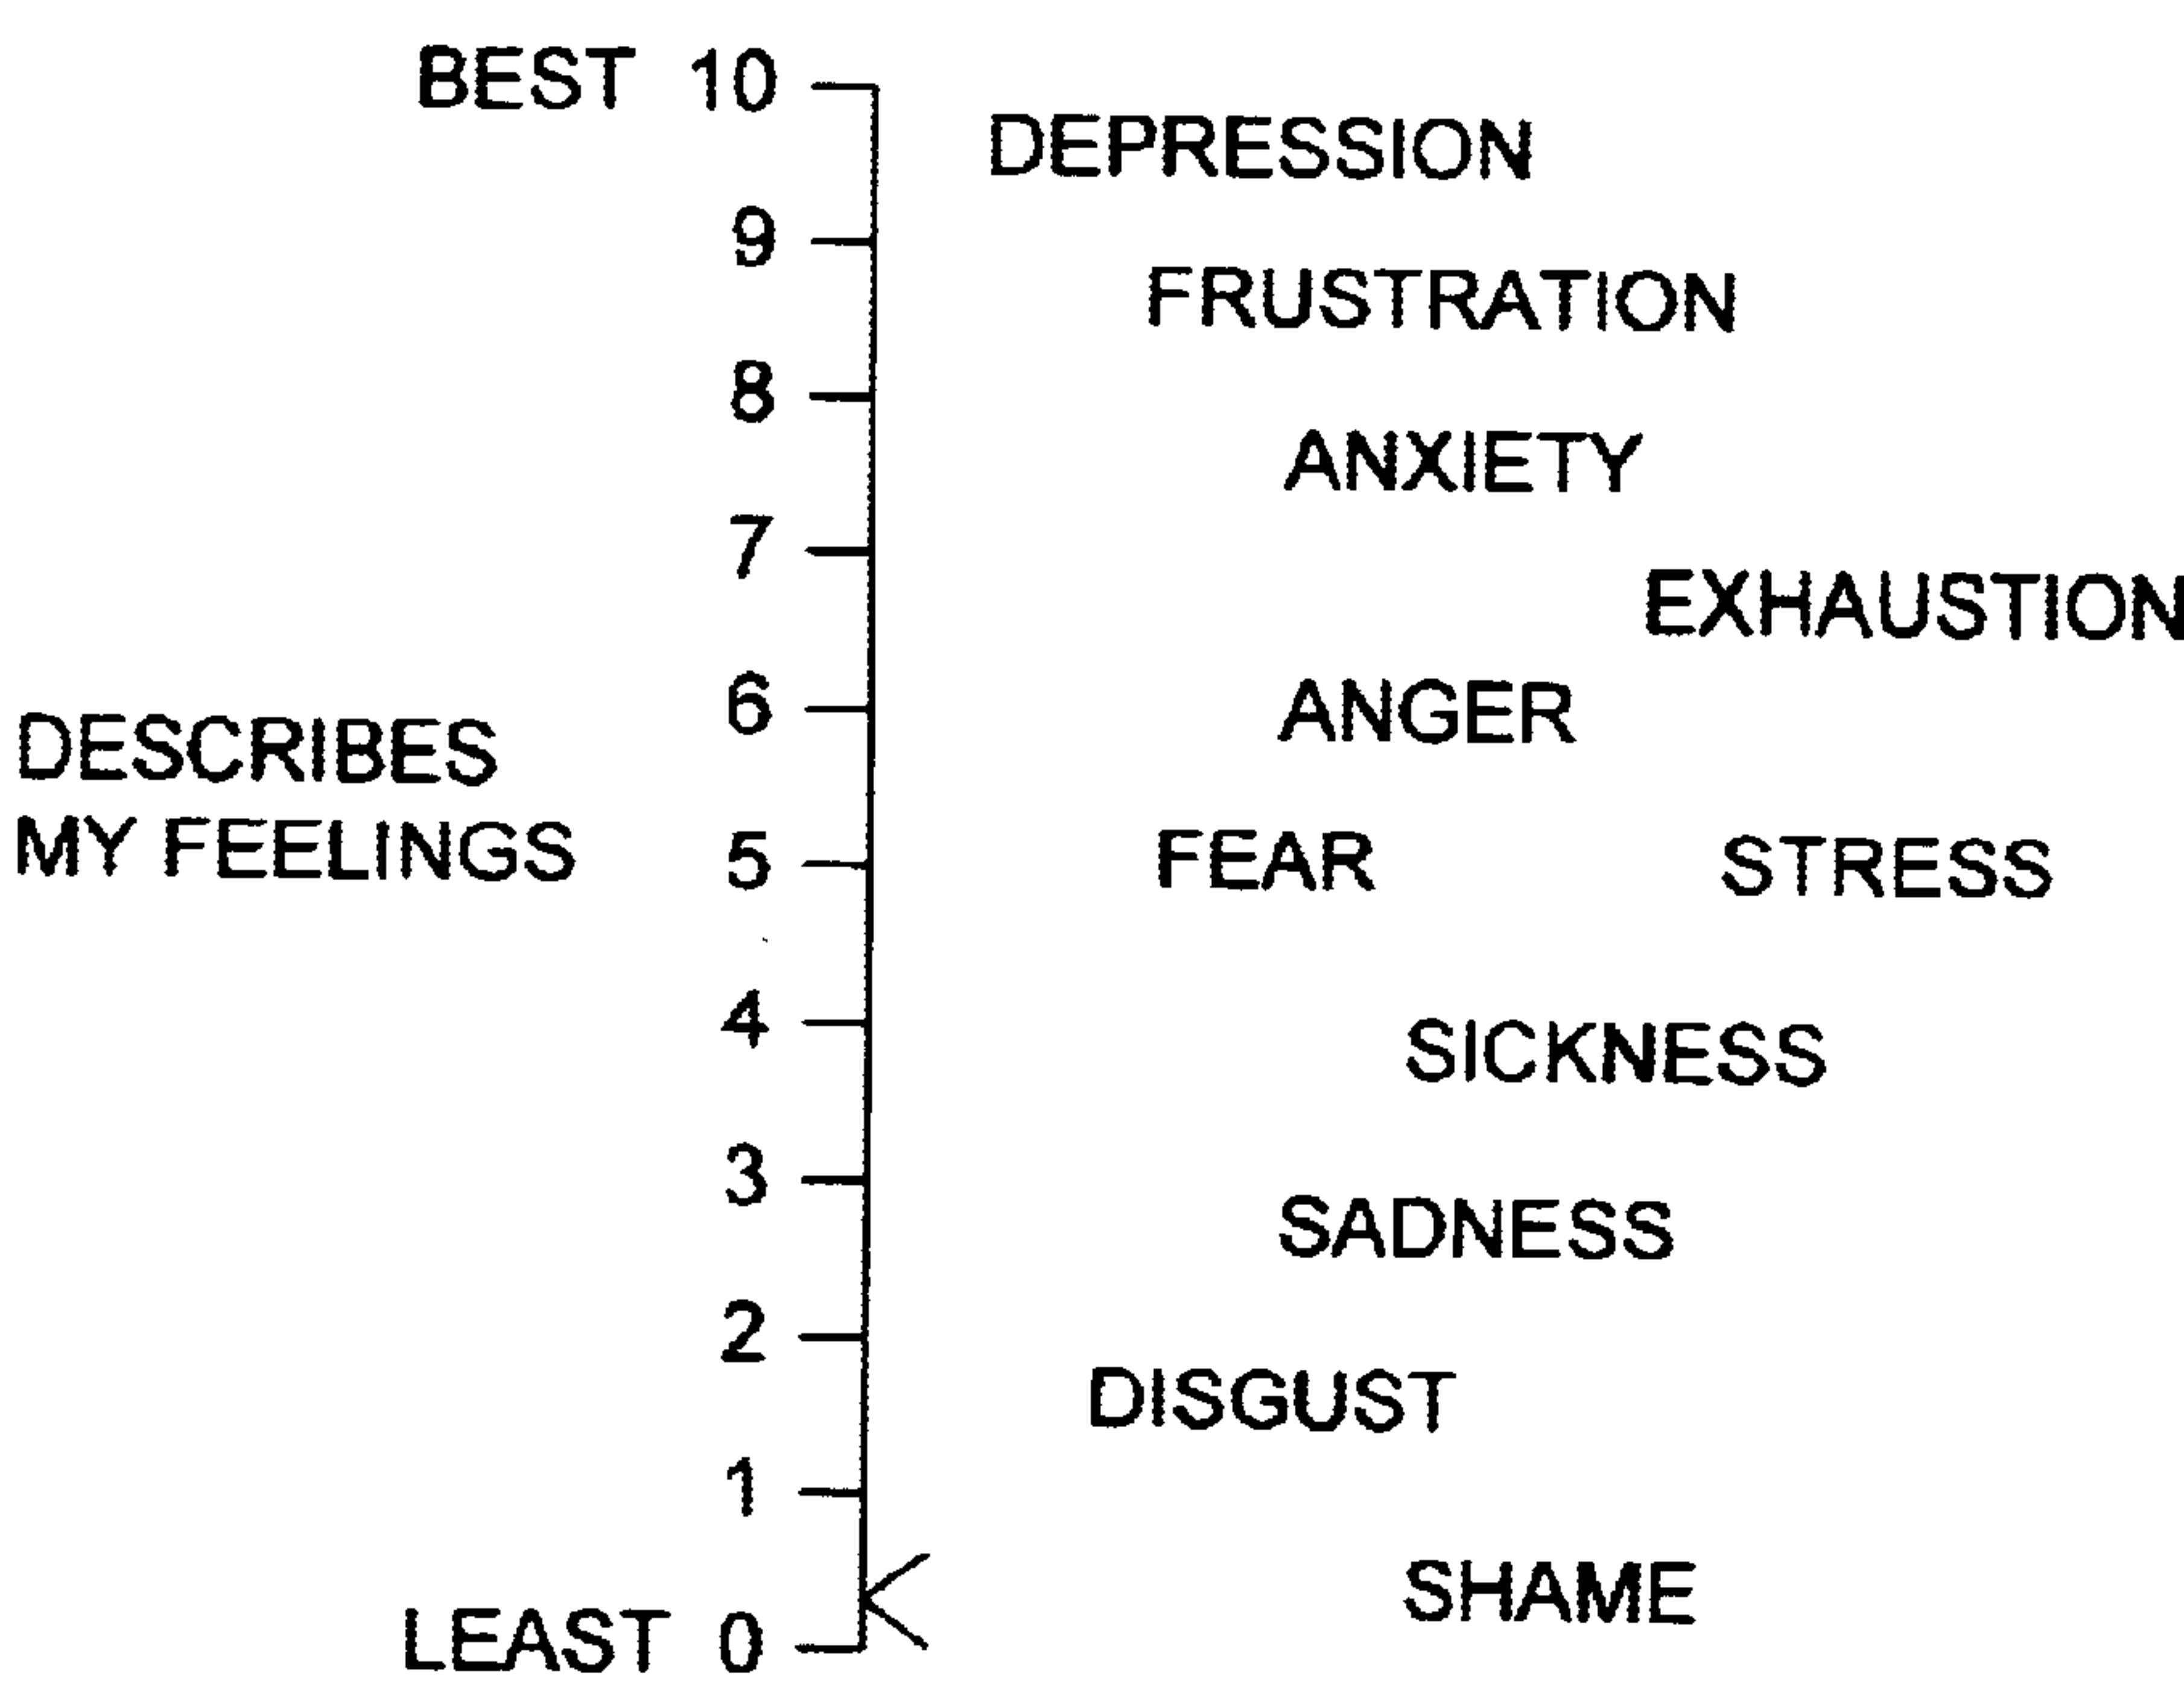 BEST 10
DEPRESSION
9
FRUSTRATION
8
ANXIETY
7
EXHAUSTION
6
ANGER
DESCRIBES
MY FEELINGS
5
FEAR
STRESS
4
SICKNESS
3
SADNESS
2
DISGUST
1
SHAME
LEAST 0